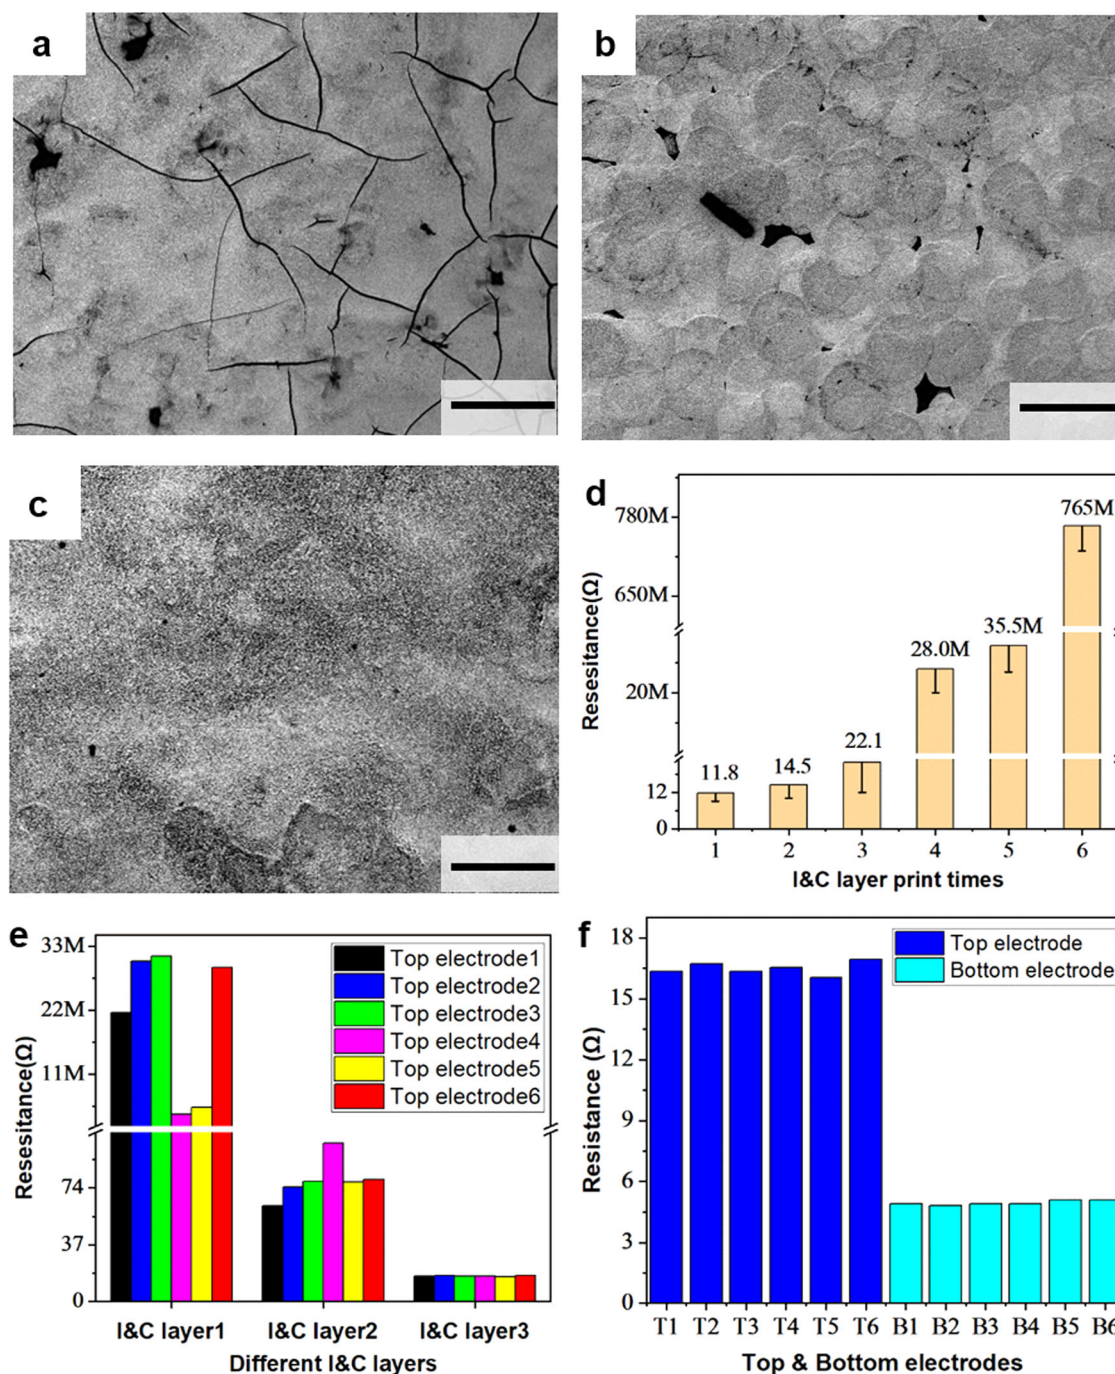 a
b
c
d
Resesitance(Ω)
780M
650M
20M
12
0
11.8
14.5
22.1
28.0M
35.5M
765M
1 2 3 4 5 6
I&C layer print times
e
Resesitance(Ω)
33M
22M
11M
74
37
0
Top electrode1
Top electrode2
Top electrode3
Top electrode4
Top electrode5
Top electrode6
I&C layer1 I&C layer2 I&C layer3
Different I&C layers
f
Resistance (Ω)
18
15
12
9
6
3
0
Top electrode
Bottom electrode
T1 T2 T3 T4 T5 T6 B1 B2 B3 B4 B5 B6
Top & Bottom electrodes